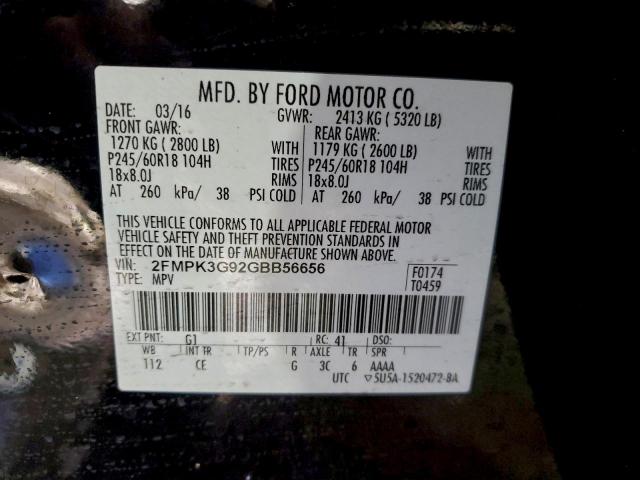 MFD. BY FORD MOTOR CO.
DATE: 03/16 GVWR: 2413 KG ( 5320 LB)
FRONT GAWR: REAR GAWR:
1270 KG ( 2800 LB) WITH 1179 KG ( 2600 LB) WITH
P245/60R18 104H TIRES P245/60R18 104H TIRES
18x8.0J RIMS 18x8.0J RIMS
AT 260 kPa/ 38 PSI COLD AT 260 kPa/ 38 PSI COLD
THIS VEHICLE CONFORMS TO ALL APPLICABLE FEDERAL MOTOR
VEHICLE SAFETY AND THEFT PREVENTION STANDARDS IN
EFFECT ON THE DATE OF MANUFACTURE SHOWN ABOVE.
VIN: 2FMPK3G92GBB56656 F0174
TYPE: MPV T0459
EXT PNT: G1 RC: 41 DSO:
WB INT TR TP/PS R AXLE TR SPR
112 CE G 3C 6 AAAA
UTC ▽5U5A-1520472-BA